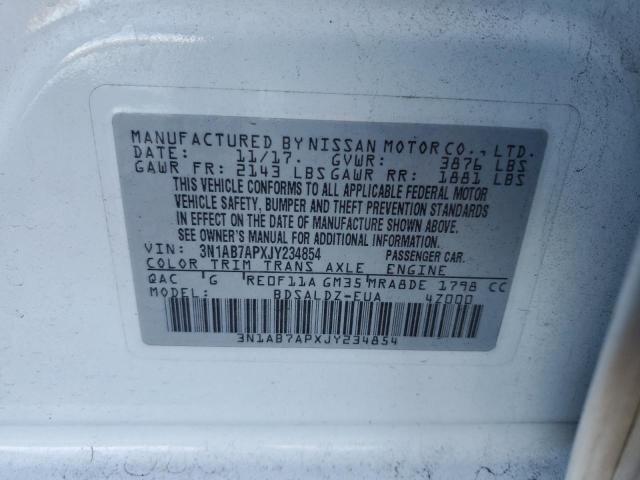 MANUFACTURED BY NISSAN MOTOR CO., LTD.
DATE: 11/17. GVWR: 3876 LBS
GAWR FR: 2143 LBS GAWR RR: 1881 LBS
THIS VEHICLE CONFORMS TO ALL APPLICABLE FEDERAL MOTOR
VEHICLE SAFETY, BUMPER AND THEFT PREVENTION STANDARDS
IN EFFECT ON THE DATE OF MANUFACTURE SHOWN ABOVE.
SEE OWNER'S MANUAL FOR ADDITIONAL INFORMATION.
VIN: 3N1AB7APXJY234854 PASSENGER CAR.
COLOR TRIM TRANS AXLE ENGINE
QAC G RE0F11A GM35 MRA8DE 1798 CC
MODEL: BDSALDZ-EUA 4Z000
3N1AB7APXJY234854